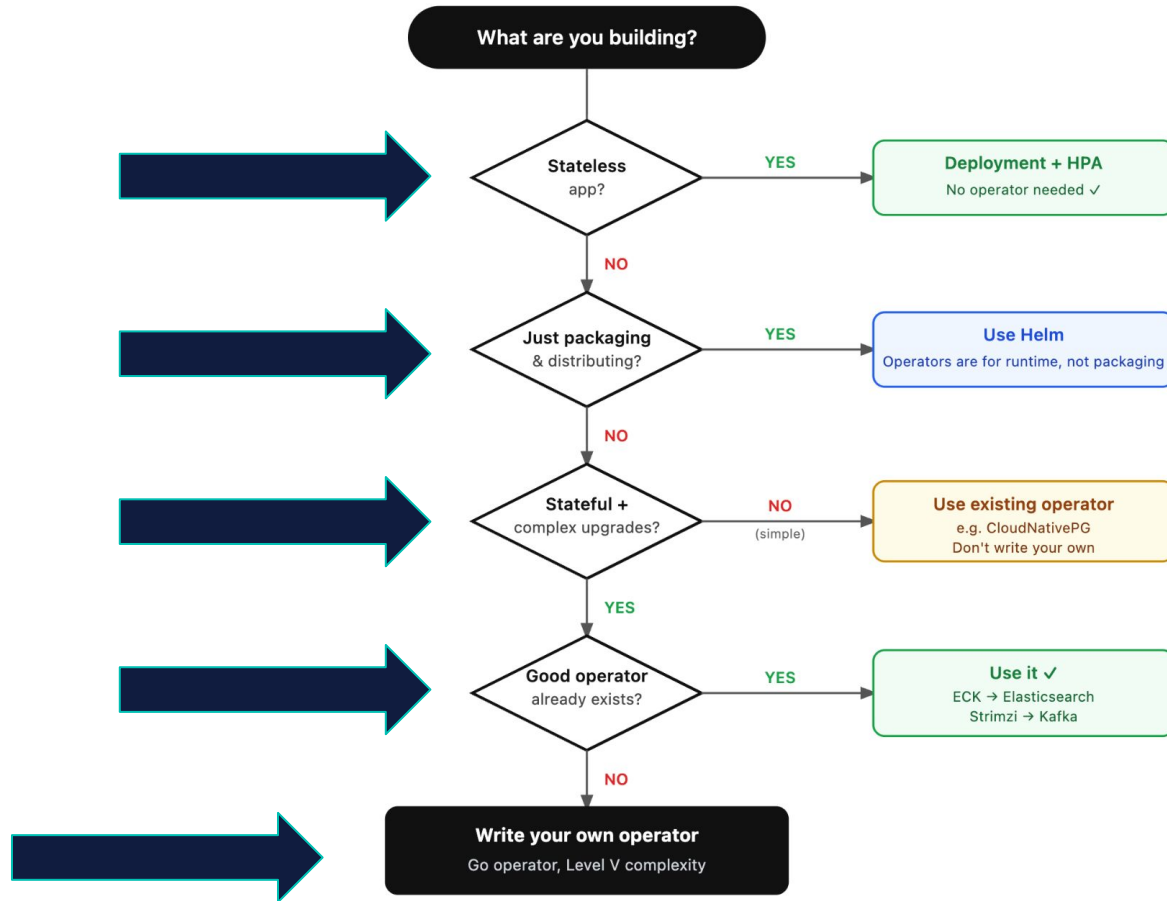 What are you building?
Stateless
app?
YES
Deployment + HPA
No operator needed ✓
NO
Just packaging
& distributing?
YES
Use Helm
Operators are for runtime, not packaging
NO
Stateful +
complex upgrades?
NO
(simple)
Use existing operator
e.g. CloudNativePG
Don't write your own
YES
Good operator
already exists?
YES
Use it ✓
ECK → Elasticsearch
Strimzi → Kafka
NO
Write your own operator
Go operator, Level V complexity